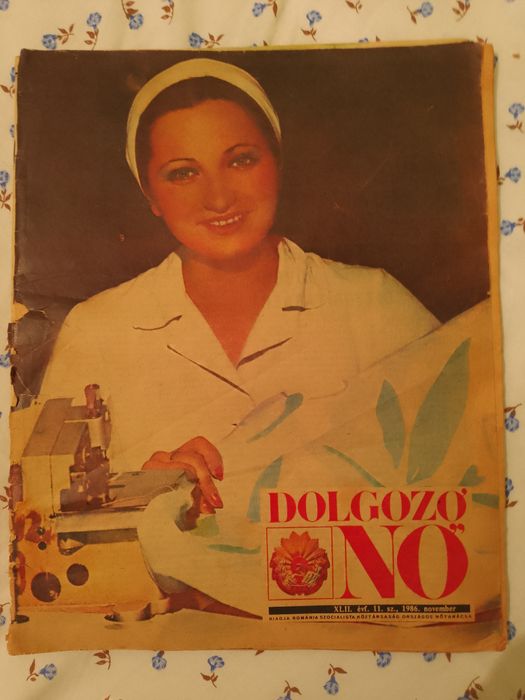 DOLGOZÓ
NŐ
XLII. évf. 11. sz., 1986. november
KIADJA ROMÁNIA SZOCIALISTA KÖZTÁRSASÁG ORSZÁGOS NŐTANÁCSA